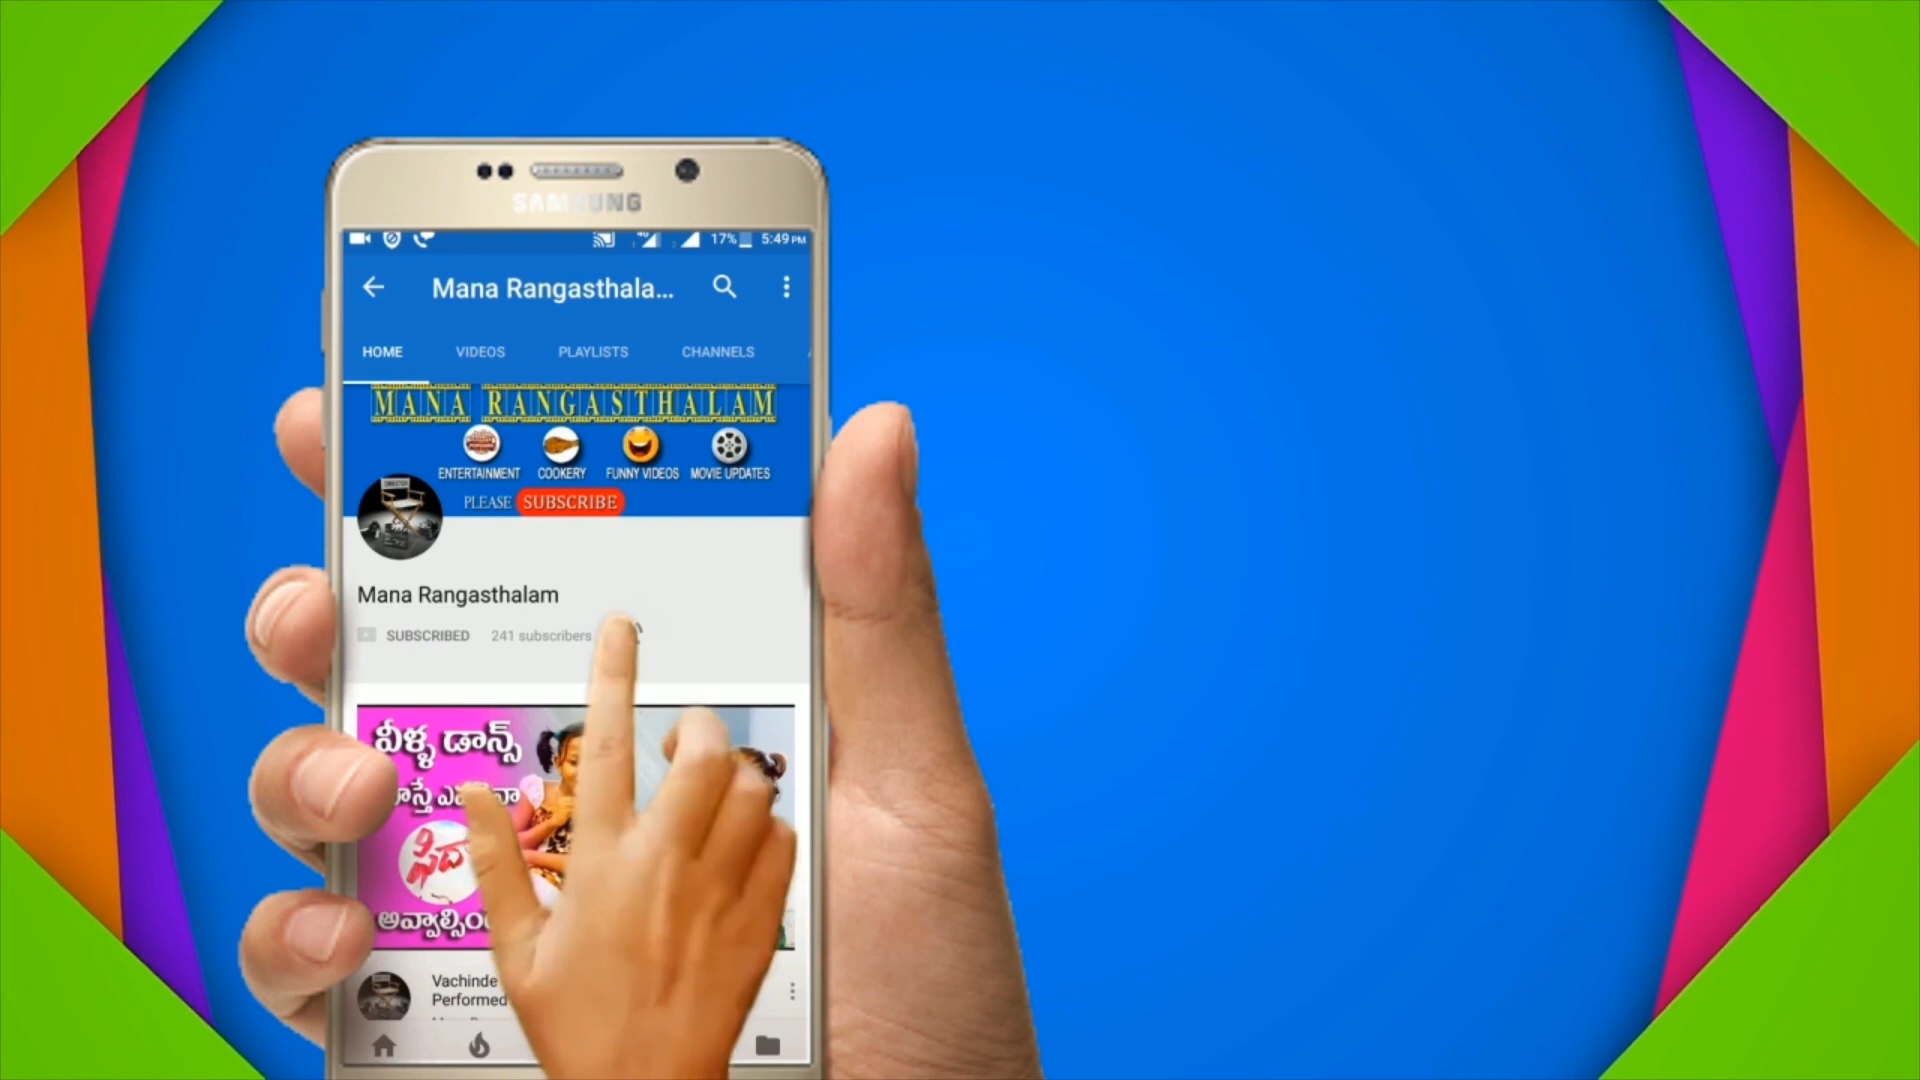 SAMSUNG
17% 5:49 PM
Mana Rangasthala...
HOME VIDEOS PLAYLISTS CHANNELS
MANA RANGASTHALAM
ENTERTAINMENT COOKERY FUNNY VIDEOS MOVIE UPDATES
PLEASE SUBSCRIBE
DIRECTOR
Mana Rangasthalam
SUBSCRIBED 241 subscribers
వీళ్ళ డాన్స్
Vachinde
Performed